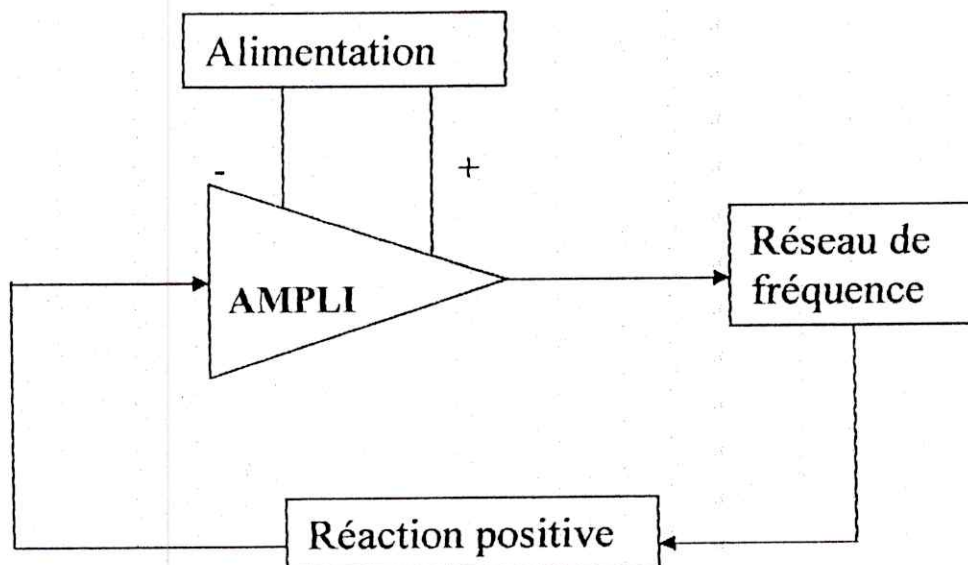 Alimentation
-
+
AMPLI
Réseau de
fréquence
Réaction positive